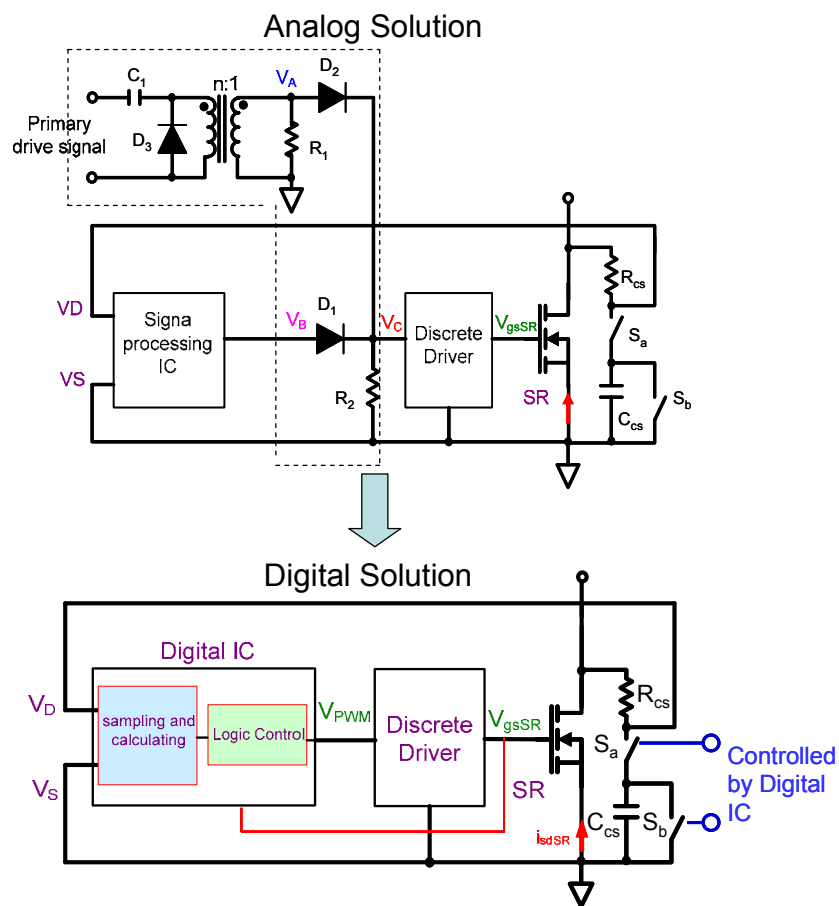 Analog Solution
C1
n:1
VA
D2
Primary
drive signal
D3
R1
VD
Signa
processing
IC
VS
VB
D1
VC
R2
Discrete
Driver
VgsSR
SR
Rcs
Sa
Ccs
Sb
Digital Solution
Digital IC
VD
sampling and
calculating
Logic Control
VS
VPWM
Discrete
Driver
VgsSR
SR
isdSR
Rcs
Sa
Ccs
Sb
Controlled
by Digital
IC